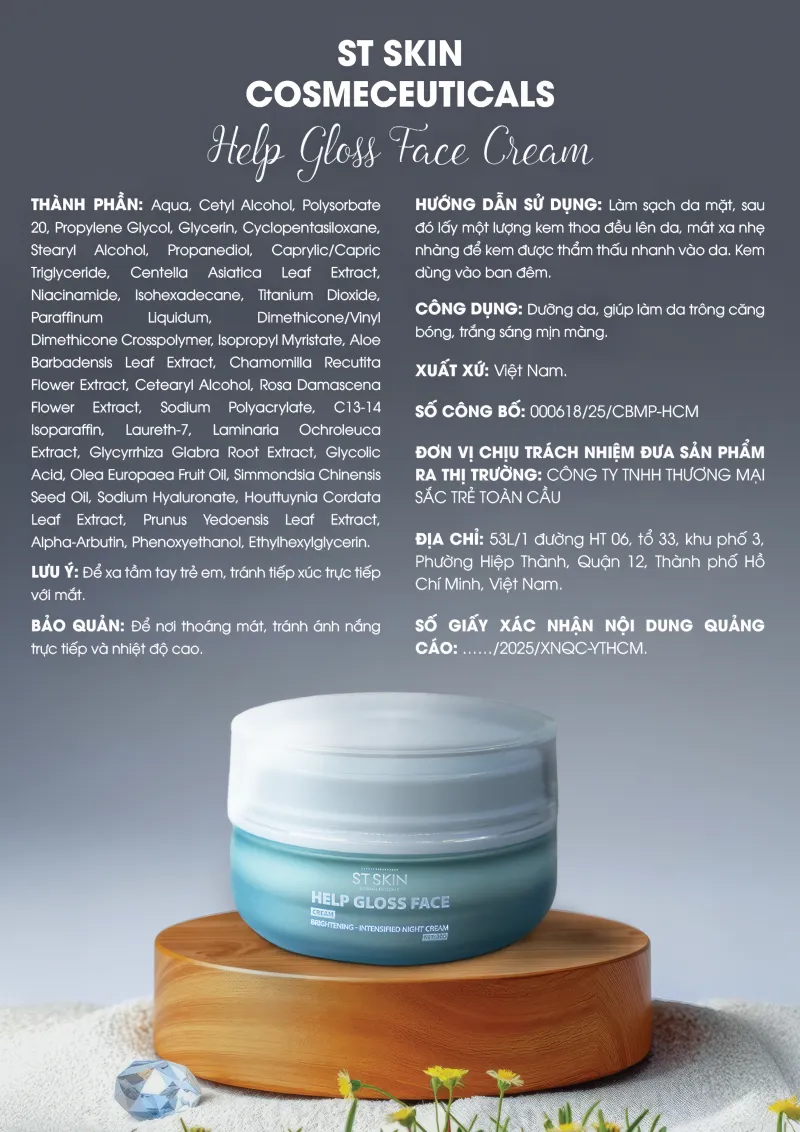 ST SKIN
COSMECEUTICALS
Help Gloss Face Cream
THÀNH PHẦN: Aqua, Cetyl Alcohol, Polysorbate
20, Propylene Glycol, Glycerin, Cyclopentasiloxane,
Stearyl Alcohol, Propanediol, Caprylic/Capric
Triglyceride, Centella Asiatica Leaf Extract,
Niacinamide, Isohexadecane, Titanium Dioxide,
Paraffinum Liquidum, Dimethicone/Vinyl
Dimethicone Crosspolymer, Isopropyl Myristate, Aloe
Barbadensis Leaf Extract, Chamomilla Recutita
Flower Extract, Cetearyl Alcohol, Rosa Damascena
Flower Extract, Sodium Polyacrylate, C13-14
Isoparaffin, Laureth-7, Laminaria Ochroleuca
Extract, Glycyrrhiza Glabra Root Extract, Glycolic
Acid, Olea Europaea Fruit Oil, Simmondsia Chinensis
Seed Oil, Sodium Hyaluronate, Houttuynia Cordata
Leaf Extract, Prunus Yedoensis Leaf Extract,
Alpha-Arbutin, Phenoxyethanol, Ethylhexylglycerin.
LƯU Ý: Để xa tầm tay trẻ em, tránh tiếp xúc trực tiếp
với mắt.
BẢO QUẢN: Để nơi thoáng mát, tránh ánh nắng
trực tiếp và nhiệt độ cao.
HƯỚNG DẪN SỬ DỤNG: Làm sạch da mặt, sau
đó lấy một lượng kem thoa đều lên da, mát xa nhẹ
nhàng để kem được thẩm thấu nhanh vào da. Kem
dùng vào ban đêm.
CÔNG DỤNG: Dưỡng da, giúp làm da trông căng
bóng, trắng sáng mịn màng.
XUẤT XỨ: Việt Nam.
SỐ CÔNG BỐ: 000618/25/CBMP-HCM
ĐƠN VỊ CHỊU TRÁCH NHIỆM ĐƯA SẢN PHẨM
RA THỊ TRƯỜNG: CÔNG TY TNHH THƯƠNG MẠI
SẮC TRẺ TOÀN CẦU
ĐỊA CHỈ: 53L/1 đường HT 06, tổ 33, khu phố 3,
Phường Hiệp Thành, Quận 12, Thành phố Hồ
Chí Minh, Việt Nam.
SỐ GIẤY XÁC NHẬN NỘI DUNG QUẢNG
CÁO: ....../2025/XNQC-YTHCM.
ST SKIN
HELP GLOSS FACE
CREAM
BRIGHTENING - INTENSIFIED NIGHT CREAM